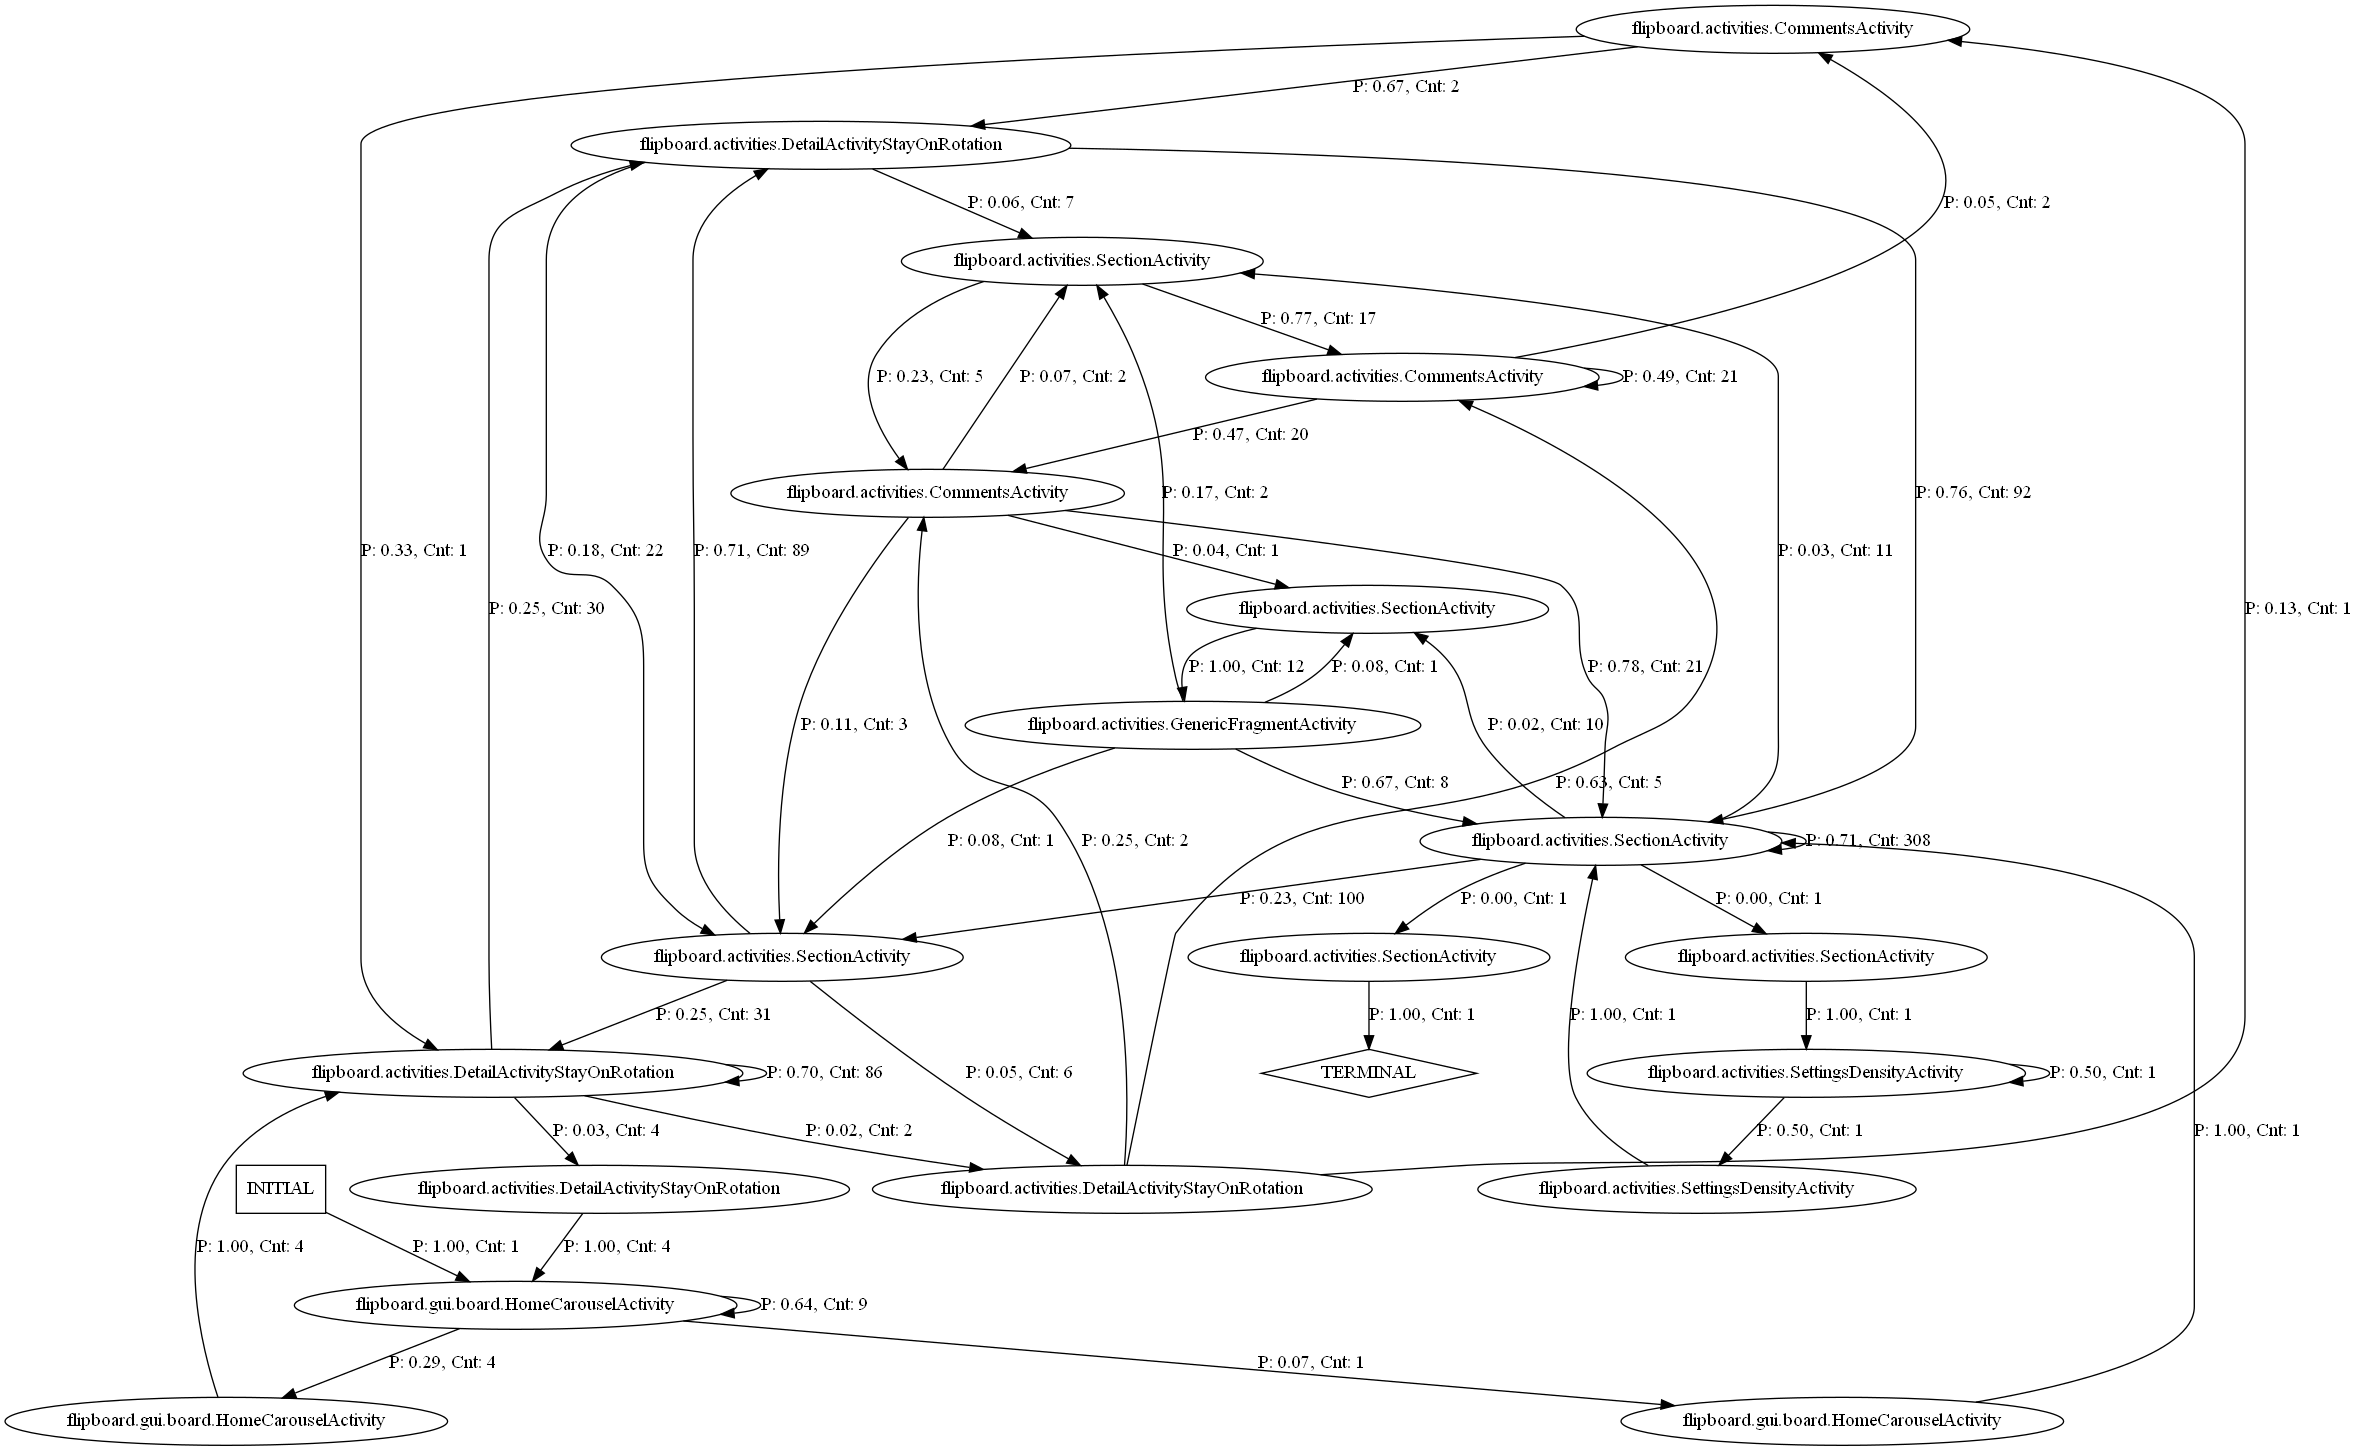 flipboard.activities.CommentsActivity
P: 0.67, Cnt: 2
flipboard.activities.DetailActivityStayOnRotation
P: 0.06, Cnt: 7
P: 0.05, Cnt: 2
flipboard.activities.SectionActivity
P: 0.77, Cnt: 17
P: 0.23, Cnt: 5
P: 0.07, Cnt: 2
flipboard.activities.CommentsActivity
P: 0.49, Cnt: 21
P: 0.47, Cnt: 20
flipboard.activities.CommentsActivity
P: 0.17, Cnt: 2
P: 0.76, Cnt: 92
P: 0.33, Cnt: 1
P: 0.18, Cnt: 22
P: 0.71, Cnt: 89
P: 0.04, Cnt: 1
P: 0.03, Cnt: 11
P: 0.25, Cnt: 30
flipboard.activities.SectionActivity
P: 0.13, Cnt: 1
P: 1.00, Cnt: 12
P: 0.08, Cnt: 1
P: 0.78, Cnt: 21
P: 0.11, Cnt: 3
flipboard.activities.GenericFragmentActivity
P: 0.02, Cnt: 10
P: 0.67, Cnt: 8
P: 0.63, Cnt: 5
P: 0.08, Cnt: 1
P: 0.25, Cnt: 2
flipboard.activities.SectionActivity
P: 0.71, Cnt: 308
P: 0.23, Cnt: 100
P: 0.00, Cnt: 1
P: 0.00, Cnt: 1
flipboard.activities.SectionActivity
flipboard.activities.SectionActivity
flipboard.activities.SectionActivity
P: 0.25, Cnt: 31
P: 1.00, Cnt: 1
P: 1.00, Cnt: 1
P: 1.00, Cnt: 1
flipboard.activities.DetailActivityStayOnRotation
P: 0.70, Cnt: 86
P: 0.05, Cnt: 6
TERMINAL
flipboard.activities.SettingsDensityActivity
P: 0.50, Cnt: 1
P: 0.03, Cnt: 4
P: 0.02, Cnt: 2
P: 0.50, Cnt: 1
P: 1.00, Cnt: 1
INITIAL
flipboard.activities.DetailActivityStayOnRotation
flipboard.activities.DetailActivityStayOnRotation
flipboard.activities.SettingsDensityActivity
P: 1.00, Cnt: 4
P: 1.00, Cnt: 1
P: 1.00, Cnt: 4
flipboard.gui.board.HomeCarouselActivity
P: 0.64, Cnt: 9
P: 0.29, Cnt: 4
P: 0.07, Cnt: 1
flipboard.gui.board.HomeCarouselActivity
flipboard.gui.board.HomeCarouselActivity